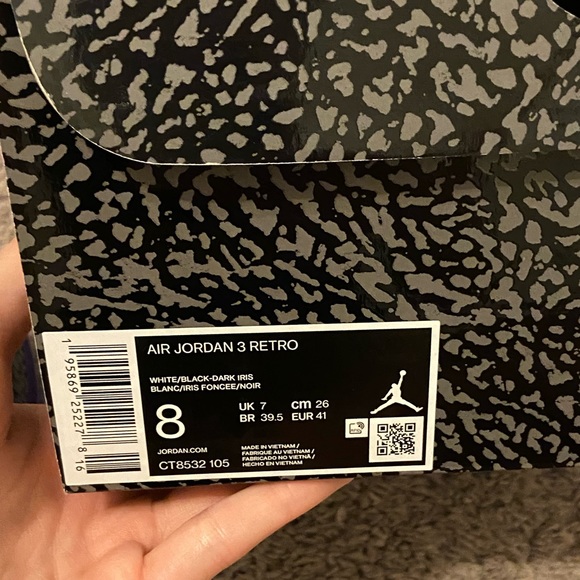 AIR JORDAN 3 RETRO
WHITE/BLACK-DARK IRIS
BLANC/IRIS FONCEE/NOIR
8
UK 7 cm 26
BR 39.5 EUR 41
JORDAN.COM
CT8532 105
MADE IN VIETNAM /
FABRIQUE AU VIETNAM /
FABRICADO NO VIETNÃ /
HECHO EN VIETNAM
1 95869 25227 8 16